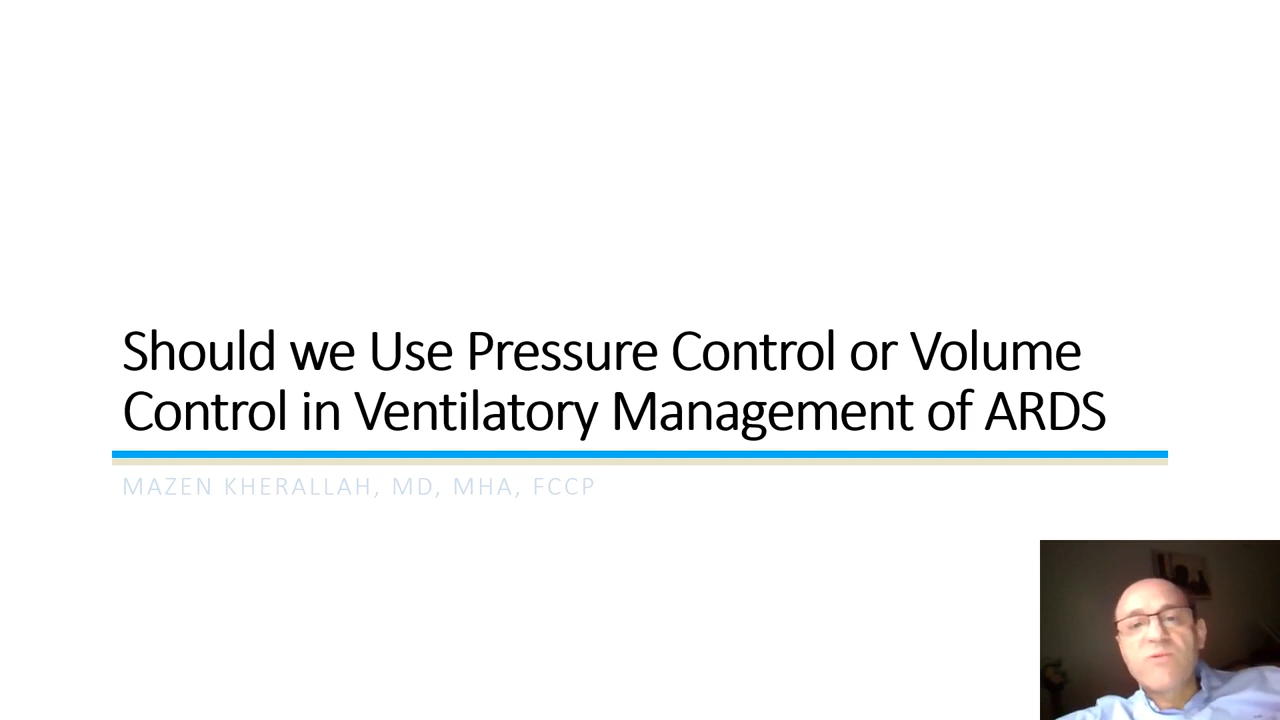 Should we Use Pressure Control or Volume
Control in Ventilatory Management of ARDS
MAZEN KHERALLAH, MD, MHA, FCCP